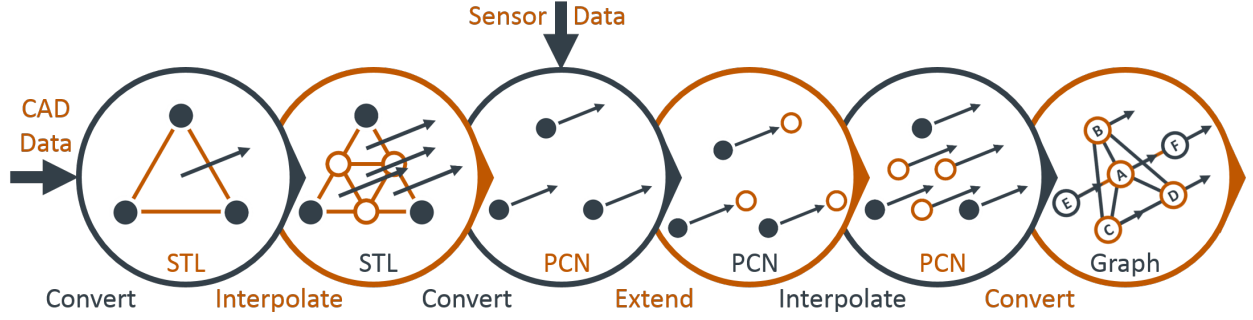 Sensor Data
CAD
Data
B
F
A
E
D
C
STL
STL
PCN
PCN
PCN
Graph
Convert
Interpolate
Convert
Extend
Interpolate
Convert